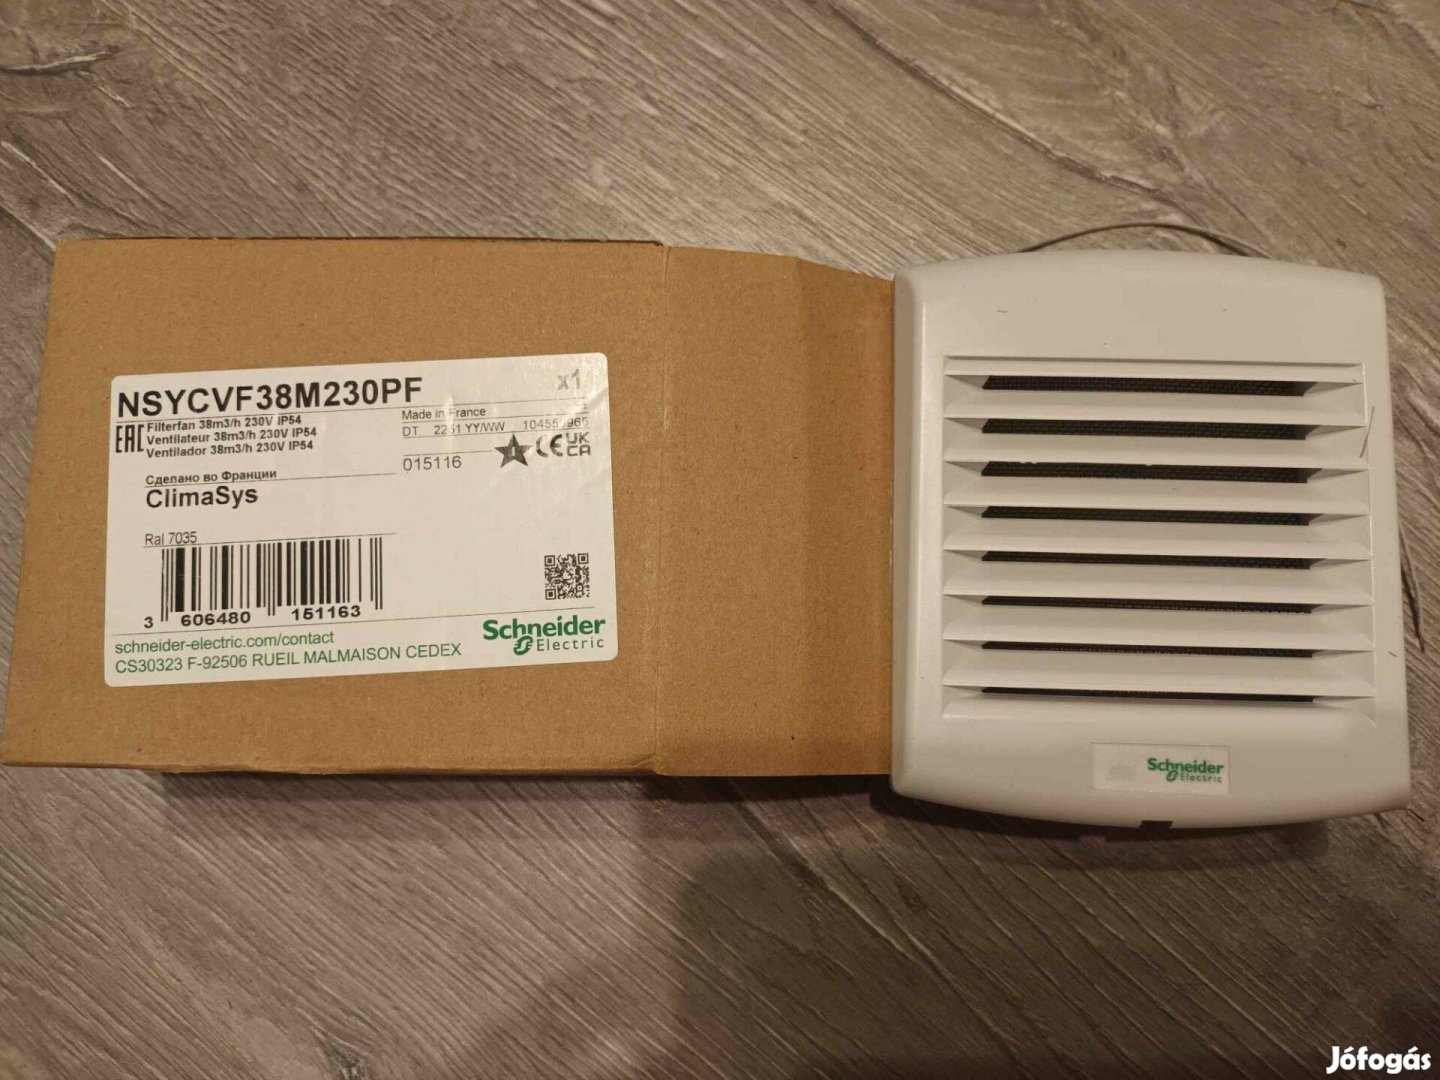 NSYCVF38M230PF
x1
EAC
Filterfan 38m3/h 230V IP54
Ventilateur 38m3/h 230V IP54
Ventilador 38m3/h 230V IP54
Made in France
DT 2251 YY/WW
015116
CE UK CA
Сделано во Франции
ClimaSys
Ral 7035
3 606480 151163
schneider-electric.com/contact
CS30323 F-92506 RUEIL MALMAISON CEDEX
Schneider
Electric
Schneider
Electric
Jófogás